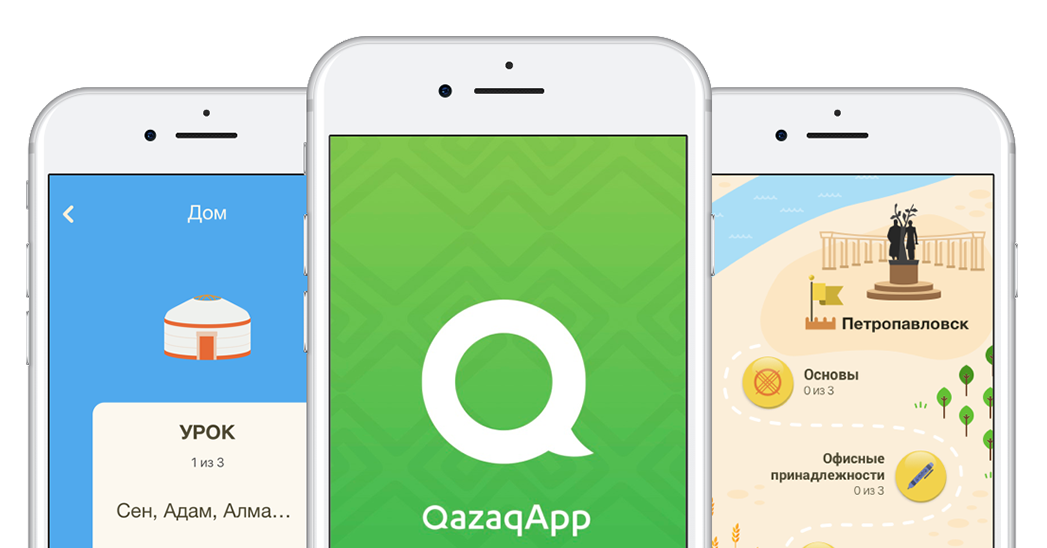 Дом
УРОК
1 из 3
Сен, Адам, Алма...
QazaqApp
Петропавловск
Основы
0 из 3
Офисные
принадлежности
0 из 3